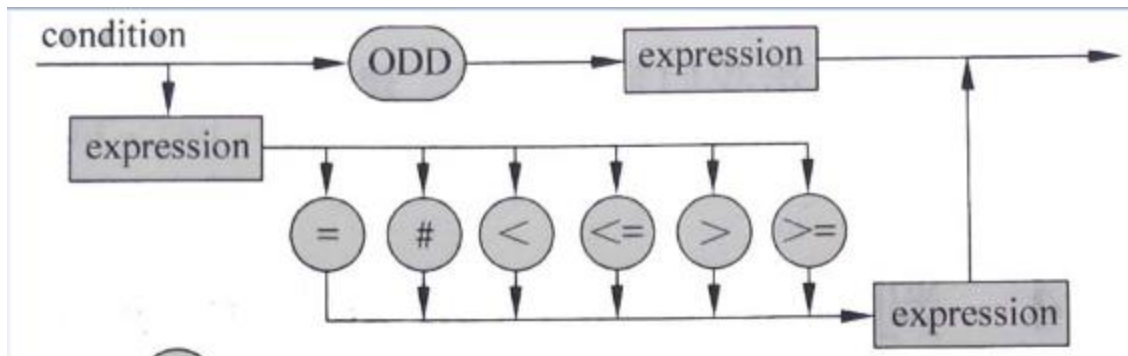 condition
ODD
expression
expression
= # < <= > >=
expression